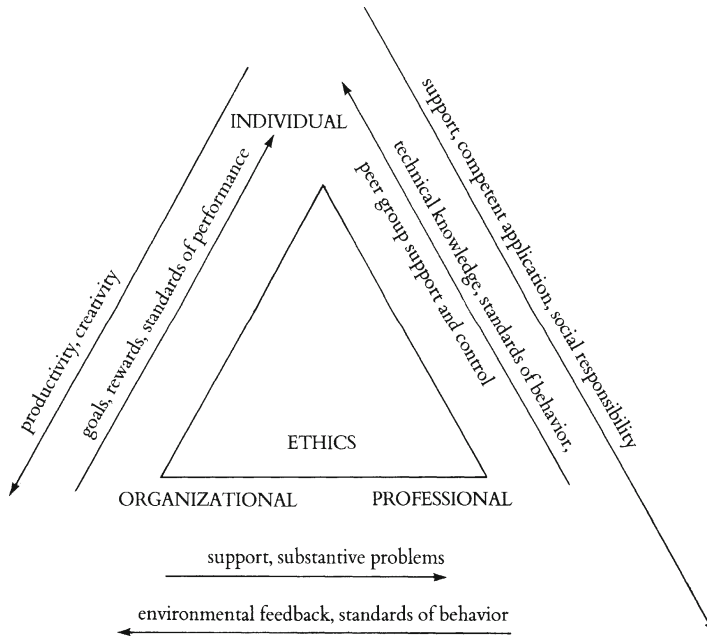 INDIVIDUAL
productivity, creativity
goals, rewards, standards of performance
support, competent application, social responsibility
technical knowledge, standards of behavior,
peer group support and control
ETHICS
ORGANIZATIONAL
PROFESSIONAL
support, substantive problems
environmental feedback, standards of behavior